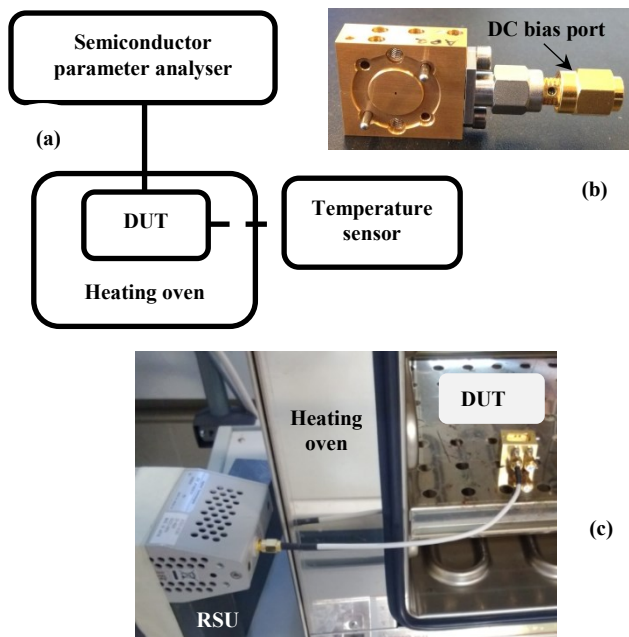 Semiconductor
parameter analyser
(a)
DUT
Heating oven
Temperature
sensor
DC bias port
(b)
DUT
Heating
oven
(c)
RSU